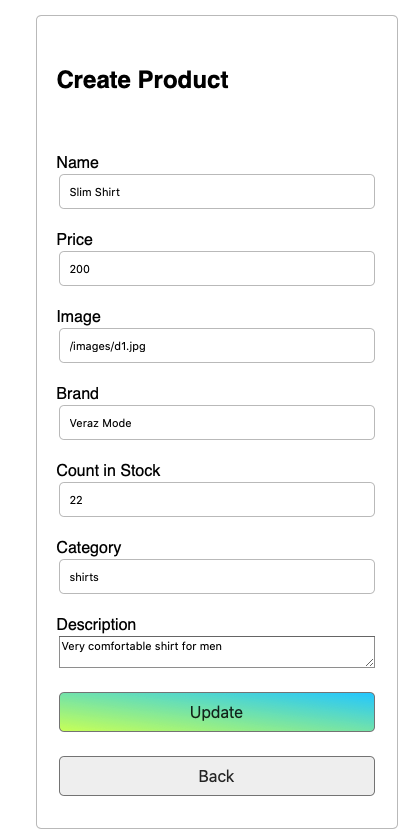 Create Product
Name
Slim Shirt
Price
200
Image
/images/d1.jpg
Brand
Veraz Mode
Count in Stock
22
Category
shirts
Description
Very comfortable shirt for men
Update
Back